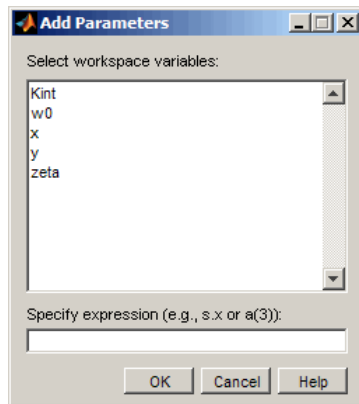 Add Parameters
Select workspace variables:
Kint
w0
x
y
zeta
Specify expression (e.g., s.x or a(3)):
OK Cancel Help